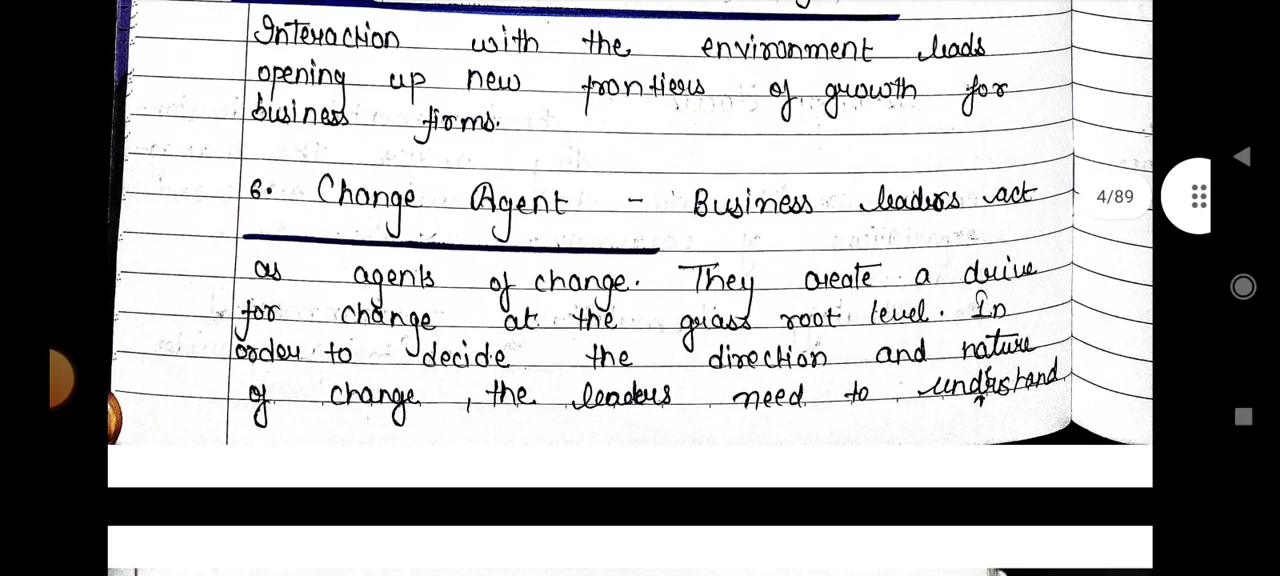 Interaction with the environment leads
opening up new frontiers of growth for
business firms.
6. Change Agent - Business leaders act
4/89
as agents of change. They create a drive
for change at the grass root level. In
order to decide the direction and nature
of change, the leaders need to understand